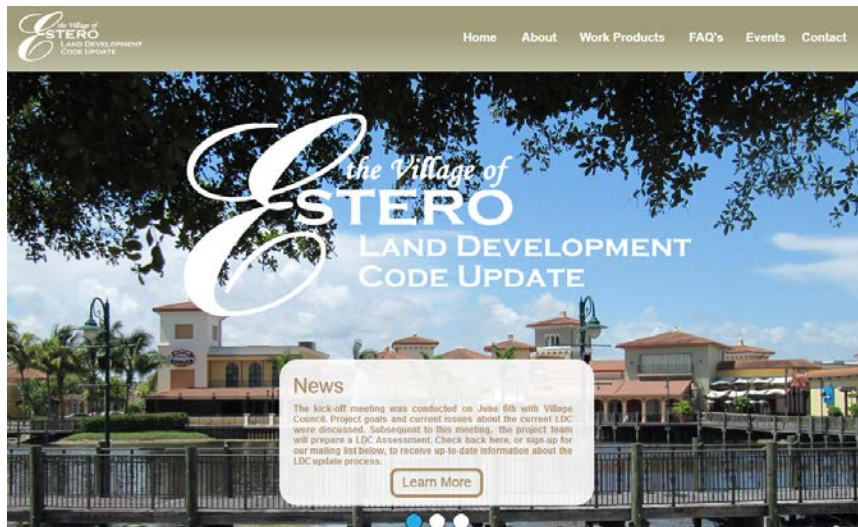 the Village of
ESTERO
LAND DEVELOPMENT
CODE UPDATE
Home About Work Products FAQ's Events Contact
the Village of
ESTERO
LAND DEVELOPMENT
CODE UPDATE
News
The kick-off meeting was conducted on June 6th with Village
Council. Project goals and current issues about the current LDC
were discussed. Subsequent to this meeting, the project team
will prepare a LDC Assessment. Check back here, or sign-up for
our mailing list below, to receive up-to-date information about the
LDC update process.
Learn More